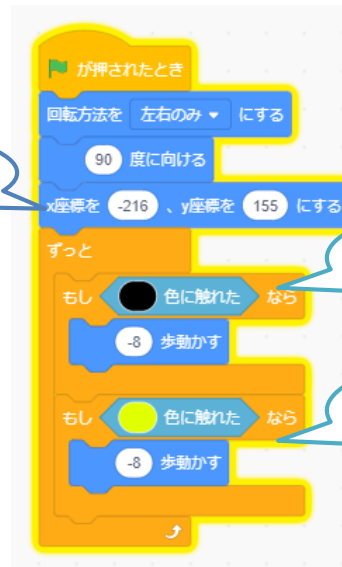 が押されたとき
回転方法を 左右のみ にする
90 度に向ける
x座標を -216 、y座標を 155 にする
ずっと
もし 色に触れた なら
-8 歩動かす
もし 色に触れた なら
-8 歩動かす